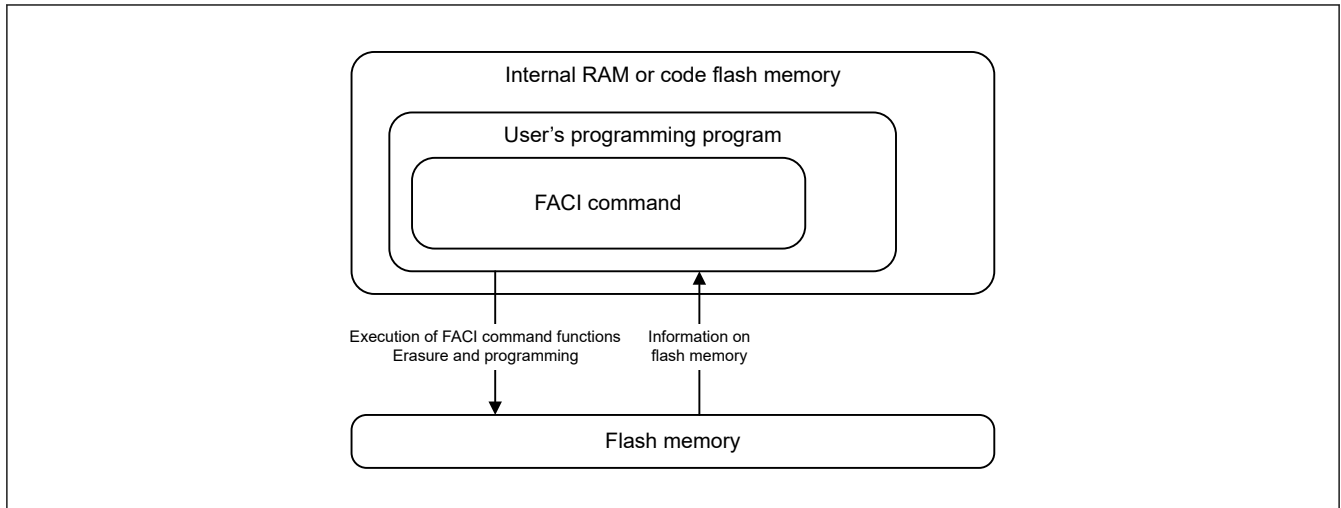 Internal RAM or code flash memory
User’s programming program
FACI command
Execution of FACI command functions
Erasure and programming
Information on
flash memory
Flash memory